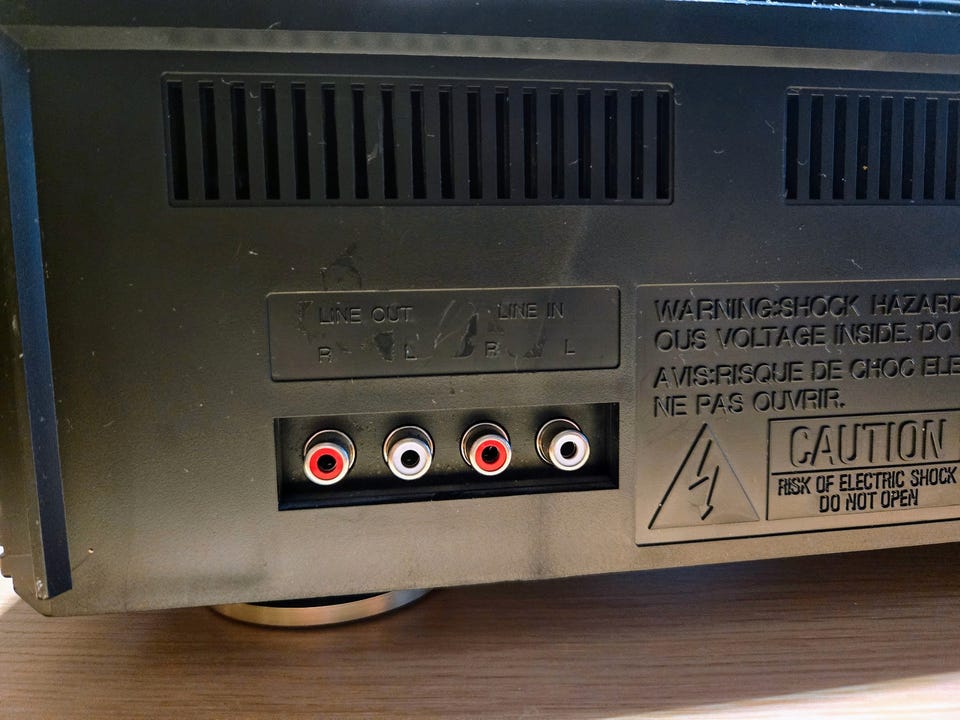 LINE OUT LINE IN
R L R L
WARNING:SHOCK HAZARD
OUS VOLTAGE INSIDE. DO
AVIS:RISQUE DE CHOC ELE
NE PAS OUVRIR.
CAUTION
RISK OF ELECTRIC SHOCK
DO NOT OPEN